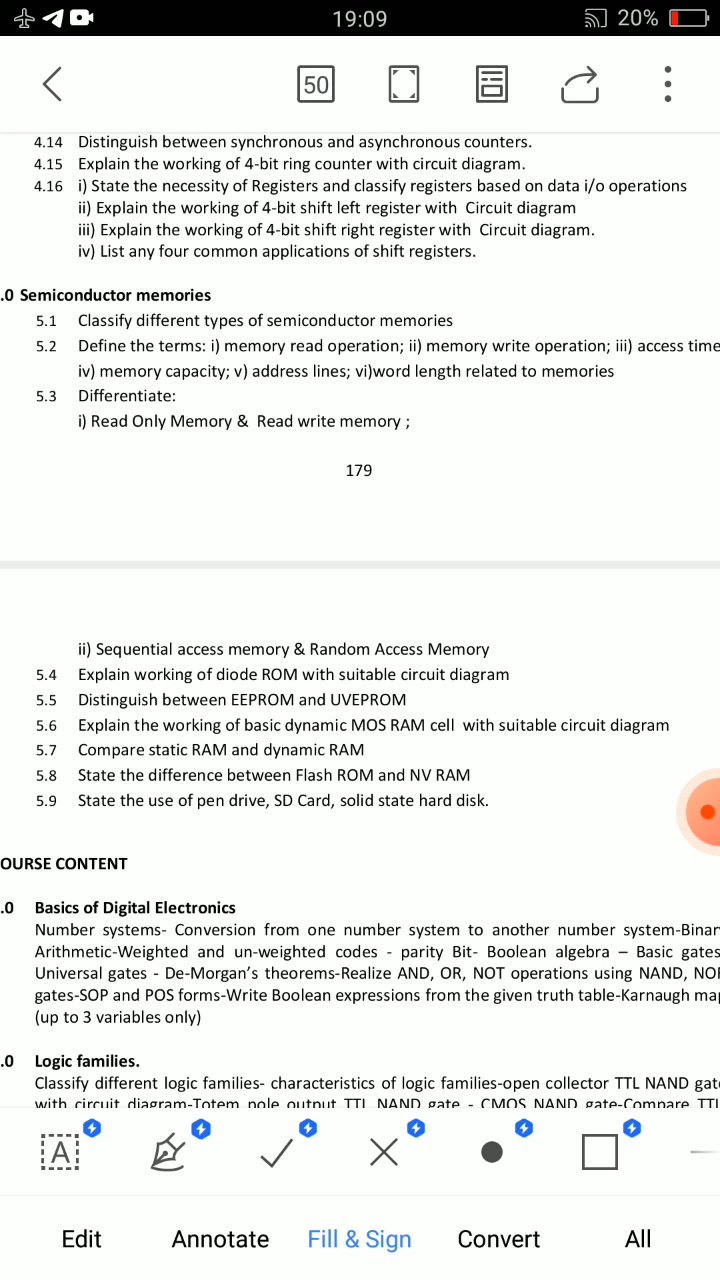 19:09
20%
50
4.14 Distinguish between synchronous and asynchronous counters.
4.15 Explain the working of 4-bit ring counter with circuit diagram.
4.16 i) State the necessity of Registers and classify registers based on data i/o operations
ii) Explain the working of 4-bit shift left register with Circuit diagram
iii) Explain the working of 4-bit shift right register with Circuit diagram.
iv) List any four common applications of shift registers.
.0 Semiconductor memories
5.1 Classify different types of semiconductor memories
5.2 Define the terms: i) memory read operation; ii) memory write operation; iii) access time
iv) memory capacity; v) address lines; vi)word length related to memories
5.3 Differentiate:
i) Read Only Memory & Read write memory ;
179
ii) Sequential access memory & Random Access Memory
5.4 Explain working of diode ROM with suitable circuit diagram
5.5 Distinguish between EEPROM and UVEPROM
5.6 Explain the working of basic dynamic MOS RAM cell with suitable circuit diagram
5.7 Compare static RAM and dynamic RAM
5.8 State the difference between Flash ROM and NV RAM
5.9 State the use of pen drive, SD Card, solid state hard disk.
OURSE CONTENT
.0 Basics of Digital Electronics
Number systems- Conversion from one number system to another number system-Binar
Arithmetic-Weighted and un-weighted codes - parity Bit- Boolean algebra – Basic gates
Universal gates - De-Morgan's theorems-Realize AND, OR, NOT operations using NAND, NO
gates-SOP and POS forms-Write Boolean expressions from the given truth table-Karnaugh ma
(up to 3 variables only)
.0 Logic families.
Classify different logic families- characteristics of logic families-open collector TTL NAND gat
with circuit diagram-Totem pole output TTL NAND gate - CMOS NAND gate-Compare TTL
A
Edit Annotate Fill & Sign Convert All